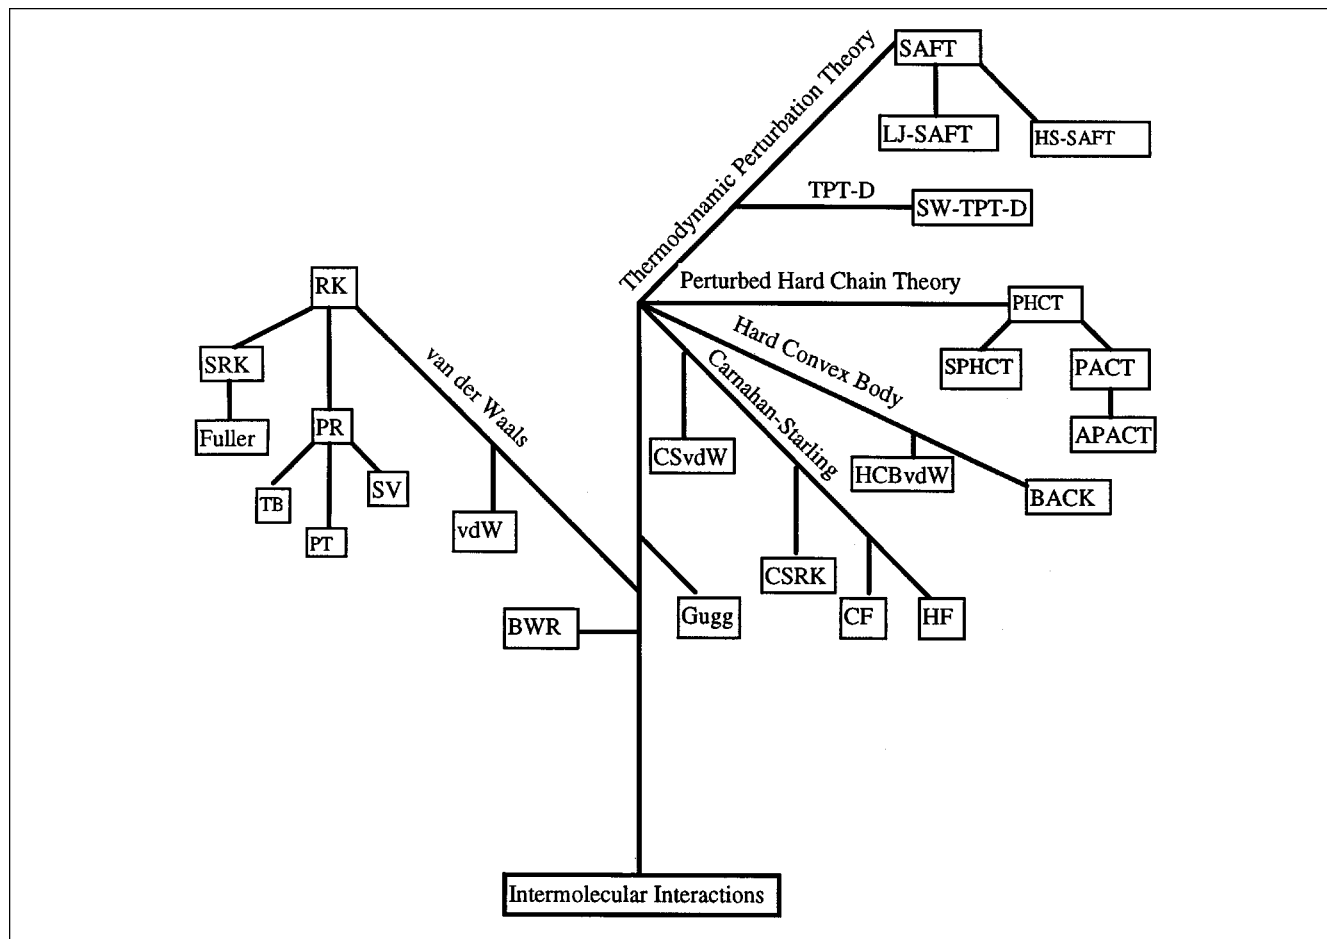 SAFT
LJ-SAFT
HS-SAFT
Thermodynamic Perturbation Theory
TPT-D
SW-TPT-D
Perturbed Hard Chain Theory
PHCT
SPHCT
PACT
APACT
Hard Convex Body
HCBvdW
BACK
Carnahan-Starling
CSvdW
CSRK
CF
HF
RK
SRK
Fuller
PR
TB
PT
SV
van der Waals
vdW
Gugg
BWR
Intermolecular Interactions